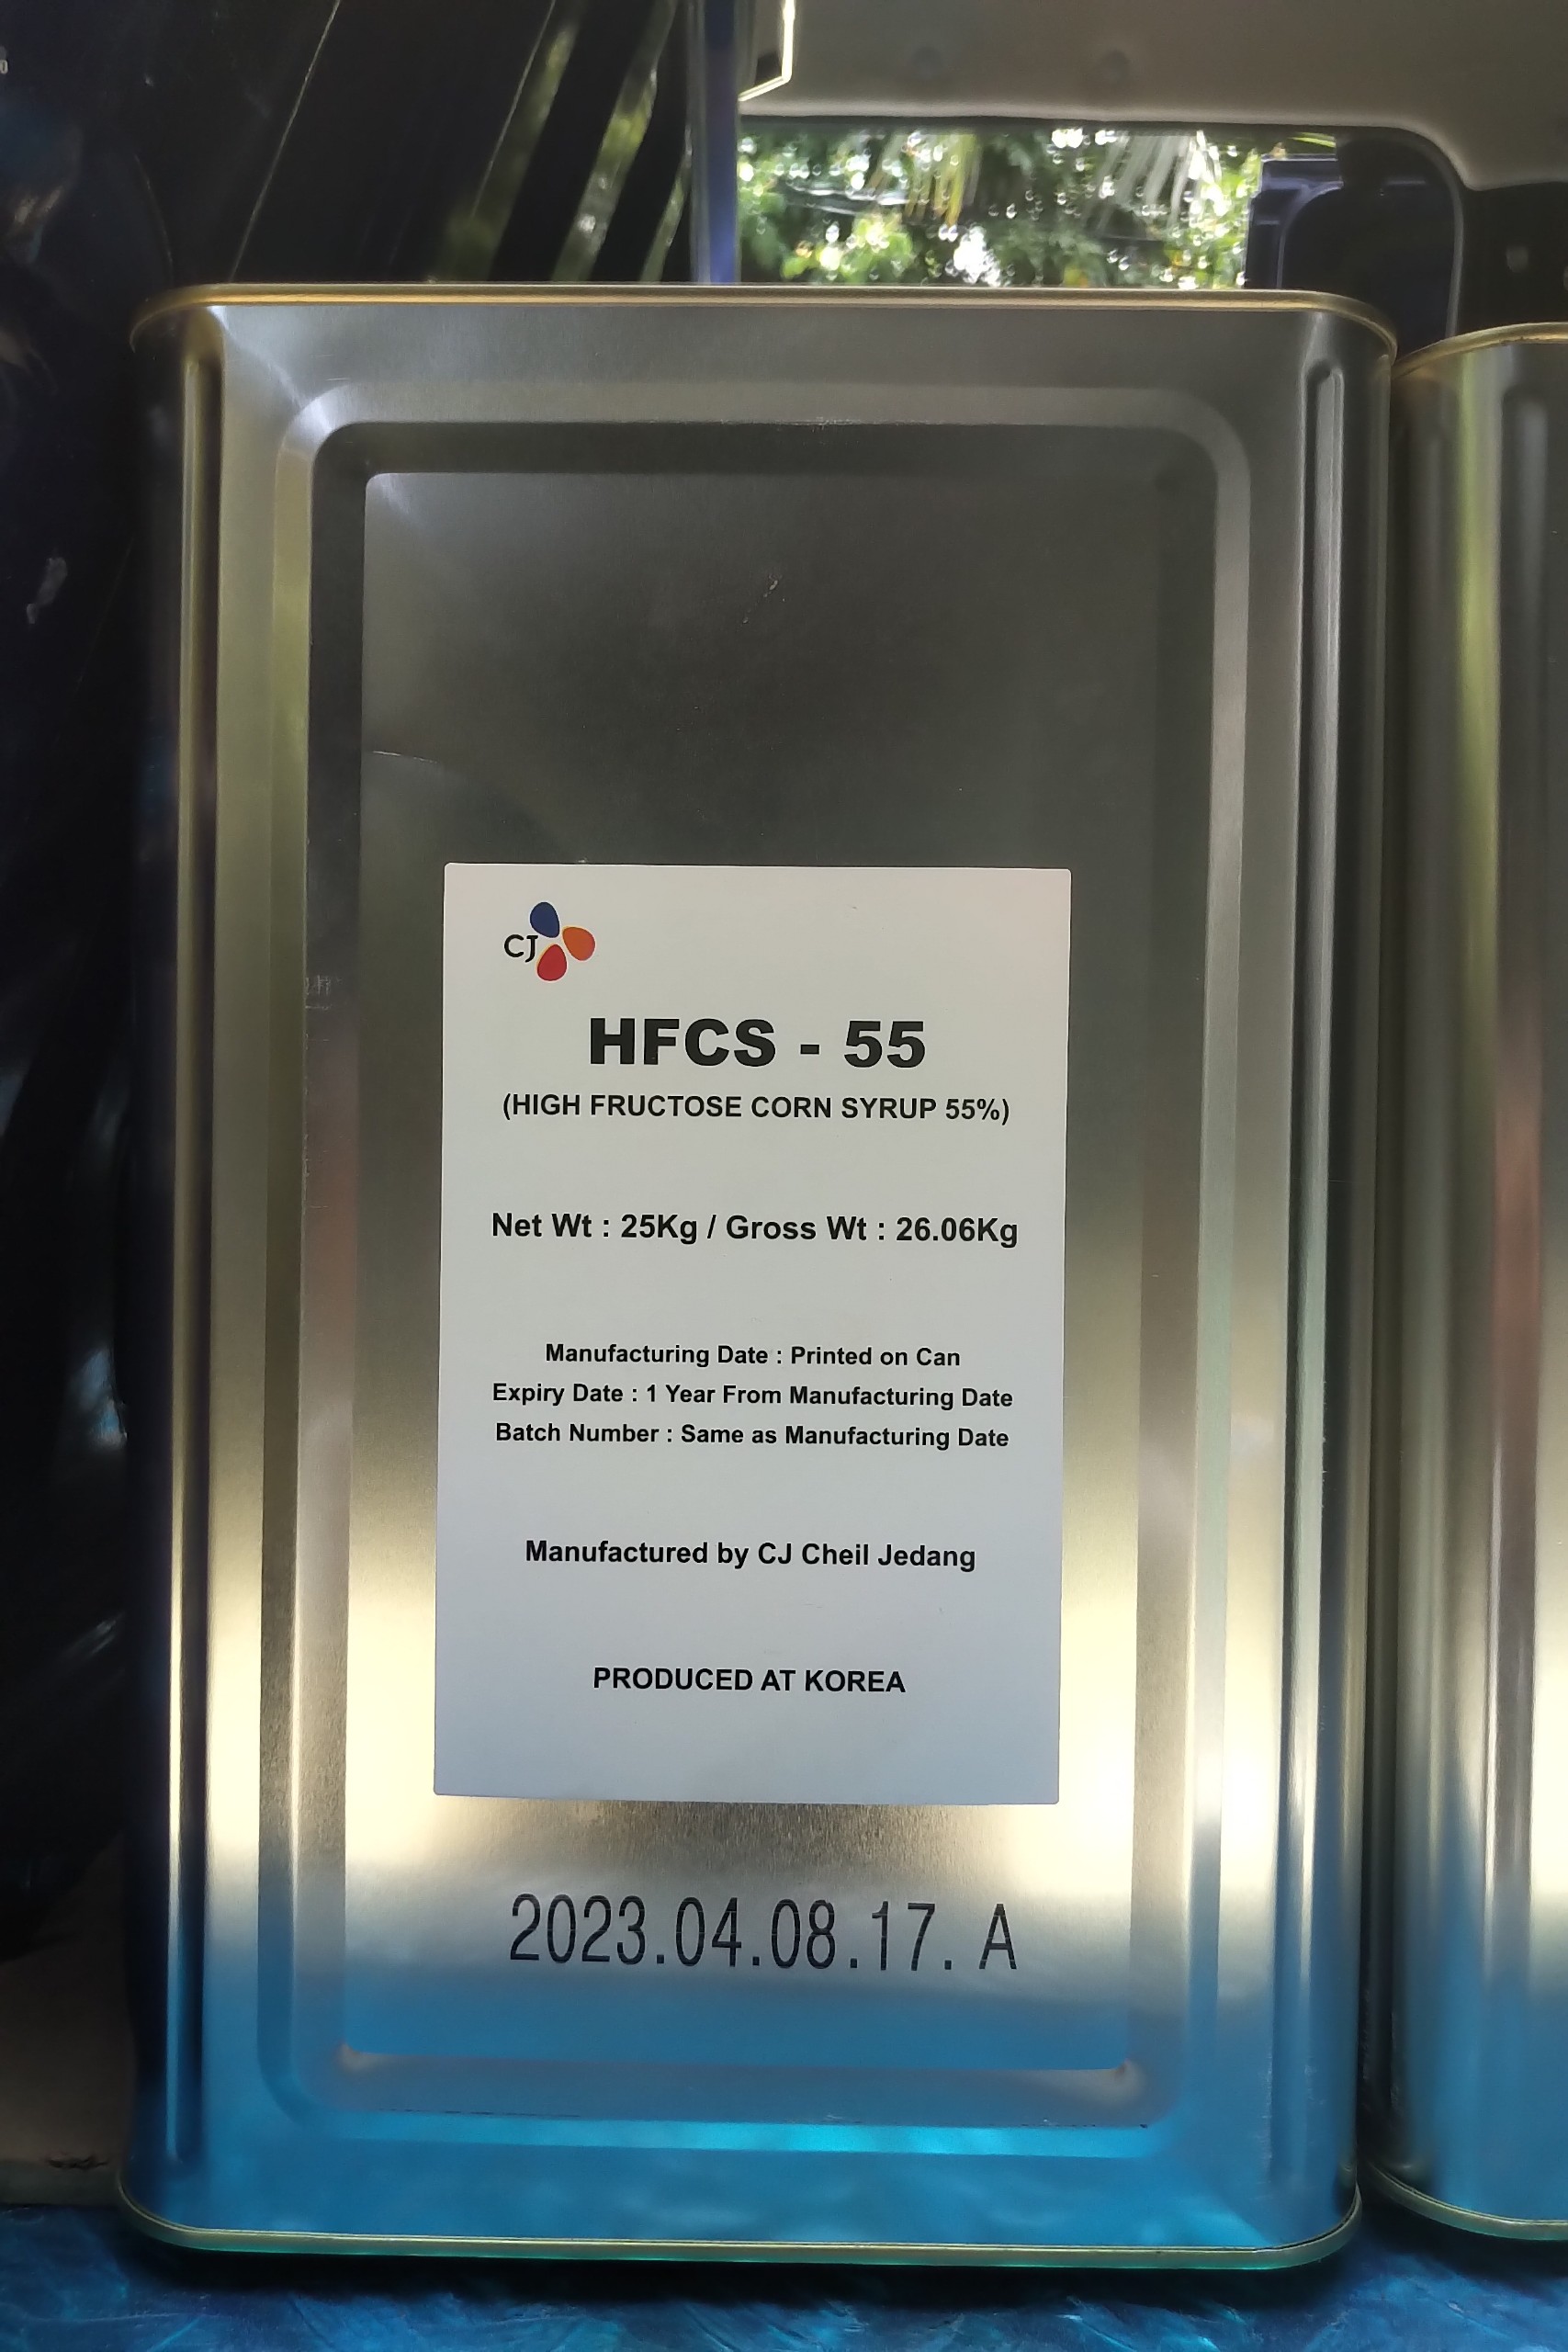 CJ
HFCS - 55
(HIGH FRUCTOSE CORN SYRUP 55%)
Net Wt : 25Kg / Gross Wt : 26.06Kg
Manufacturing Date : Printed on Can
Expiry Date : 1 Year From Manufacturing Date
Batch Number : Same as Manufacturing Date
Manufactured by CJ Cheil Jedang
PRODUCED AT KOREA
2023.04.08.17. A